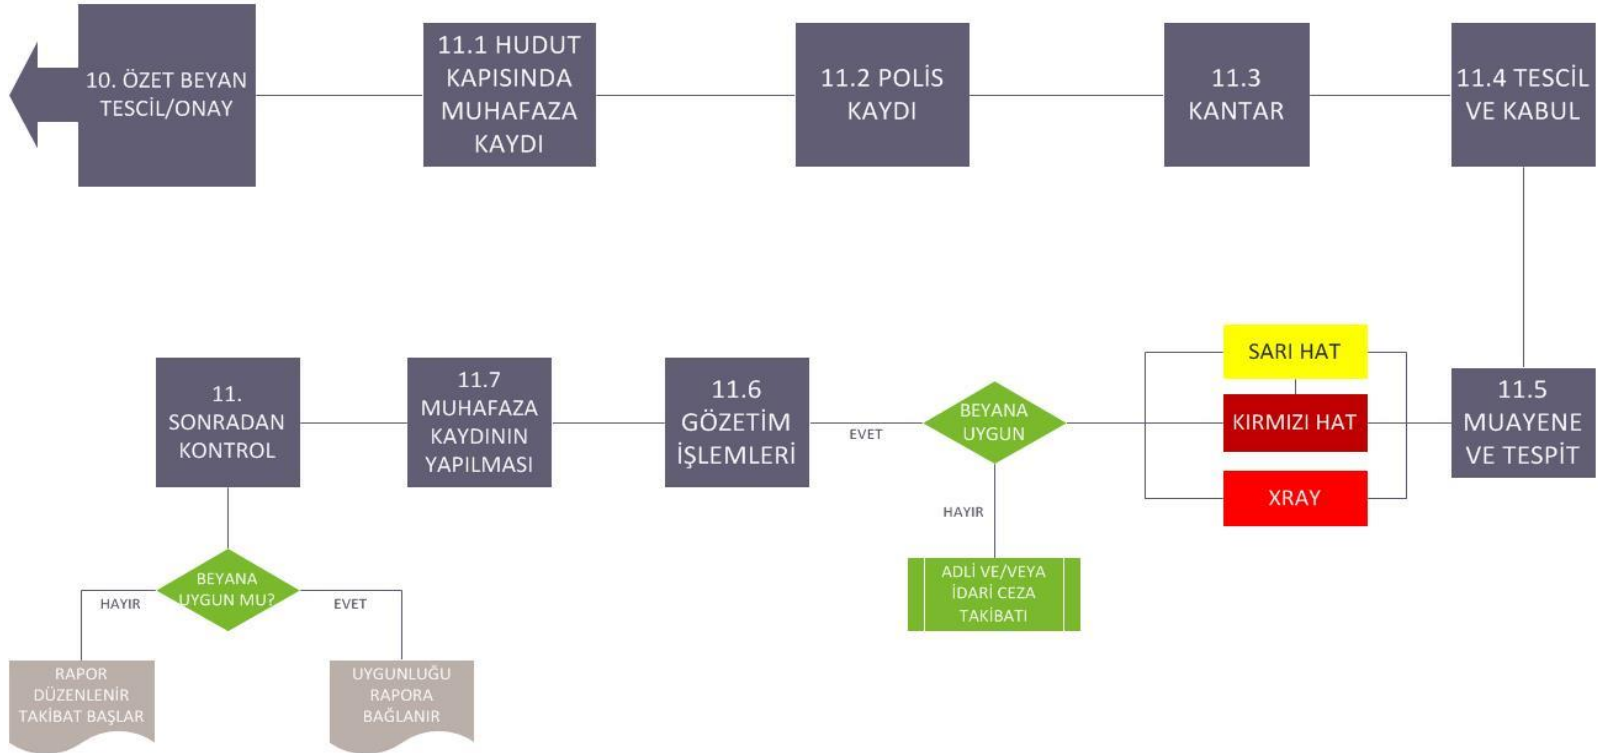 10. ÖZET BEYAN
TESCİL/ONAY
11.1 HUDUT
KAPISINDA
MUHAFAZA
KAYDI
11.2 POLİS
KAYDI
11.3
KANTAR
11.4 TESCİL
VE KABUL
11.5
MUAYENE
VE TESPİT
SARI HAT
KIRMIZI HAT
XRAY
BEYANA
UYGUN
EVET
HAYIR
ADLİ VE/VEYA
İDARİ CEZA
TAKİBATI
11.6
GÖZETİM
İŞLEMLERİ
11.7
MUHAFAZA
KAYDININ
YAPILMASI
11.
SONRADAN
KONTROL
BEYANA
UYGUN MU?
HAYIR
EVET
RAPOR
DÜZENLENİR
TAKİBAT BAŞLAR
UYGUNLUĞU
RAPORA
BAĞLANIR